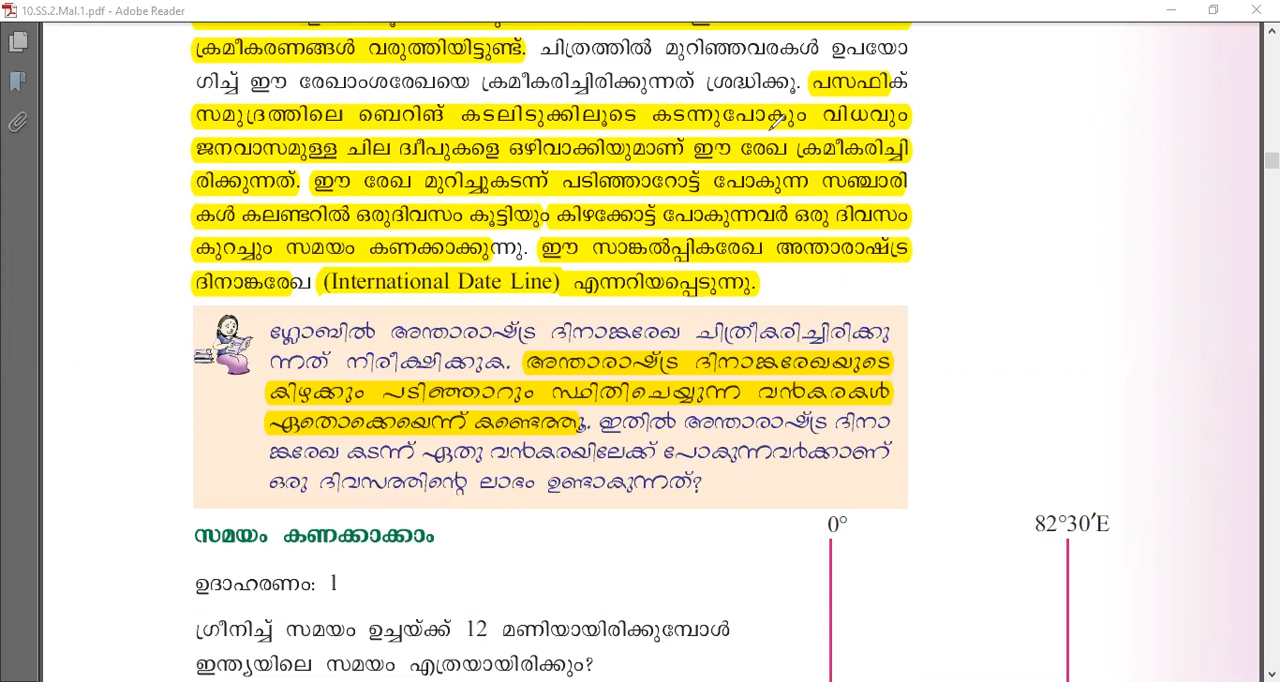 10.SS.2.Mal.1.pdf - Adobe Reader
ക്രമീകരണങ്ങൾ വരുത്തിയിട്ടുണ്ട്. ചിത്രത്തിൽ മുറിഞ്ഞവരകൾ ഉപയോ
ഗിച്ച് ഈ രേഖാംശരേഖയെ ക്രമീകരിച്ചിരിക്കുന്നത് ശ്രദ്ധിക്കൂ. പസഫിക്
സമുദ്രത്തിലെ ബെറിങ് കടലിടുക്കിലൂടെ കടന്നുപോകും വിധവും
ജനവാസമുള്ള ചില ദ്വീപുകളെ ഒഴിവാക്കിയുമാണ് ഈ രേഖ ക്രമീകരിച്ചി
രിക്കുന്നത്. ഈ രേഖ മുറിച്ചുകടന്ന് പടിഞ്ഞാറോട്ട് പോകുന്ന സഞ്ചാരി
കൾ കലണ്ടറിൽ ഒരുദിവസം കൂട്ടിയും കിഴക്കോട്ട് പോകുന്നവർ ഒരു ദിവസം
കുറച്ചും സമയം കണക്കാക്കുന്നു. ഈ സാങ്കൽപ്പികരേഖ അന്താരാഷ്ട്ര
ദിനാങ്കരേഖ (International Date Line) എന്നറിയപ്പെടുന്നു.
ഗ്ലോബിൽ അന്താരാഷ്ട്ര ദിനാങ്കരേഖ ചിത്രീകരിച്ചിരിക്കു
ന്നത് നിരീക്ഷിക്കുക. അന്താരാഷ്ട്ര ദിനാങ്കരേഖയുടെ
കിഴക്കും പടിഞ്ഞാറും സ്ഥിതിചെയ്യുന്ന വൻകരകൾ
ഏതൊക്കെയെന്ന് കണ്ടെത്തൂ. ഇതിൽ അന്താരാഷ്ട്ര ദിനാ
ങ്കരേഖ കടന്ന് ഏതു വൻകരയിലേക്ക് പോകുന്നവർക്കാണ്
ഒരു ദിവസത്തിന്റെ ലാഭം ഉണ്ടാകുന്നത്?
സമയം കണക്കാക്കാം
0° 82°30′E
ഉദാഹരണം: 1
ഗ്രീനിച്ച് സമയം ഉച്ചയ്ക്ക് 12 മണിയായിരിക്കുമ്പോൾ
ഇന്ത്യയിലെ സമയം എത്രയായിരിക്കും?